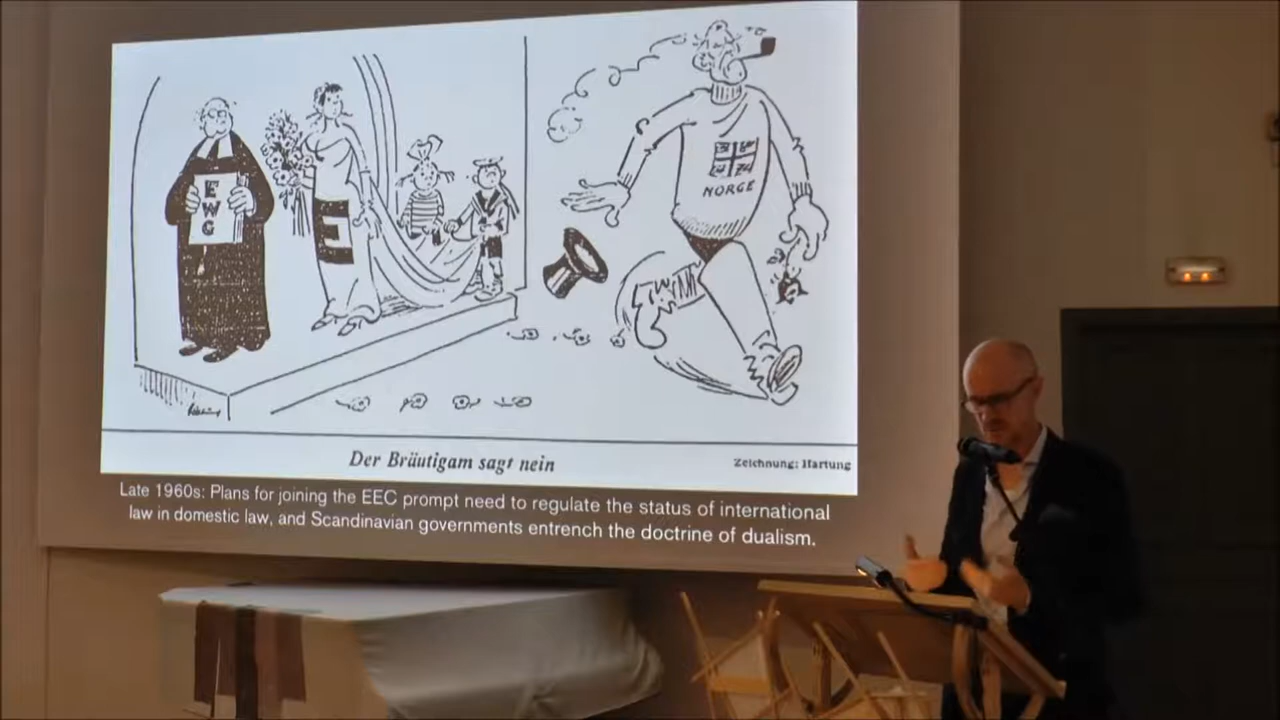 E
W
G
E
NORGE
Der Bräutigam sagt nein
Zeichnung: Hartung
Late 1960s: Plans for joining the EEC prompt need to regulate the status of international
law in domestic law, and Scandinavian governments entrench the doctrine of dualism.